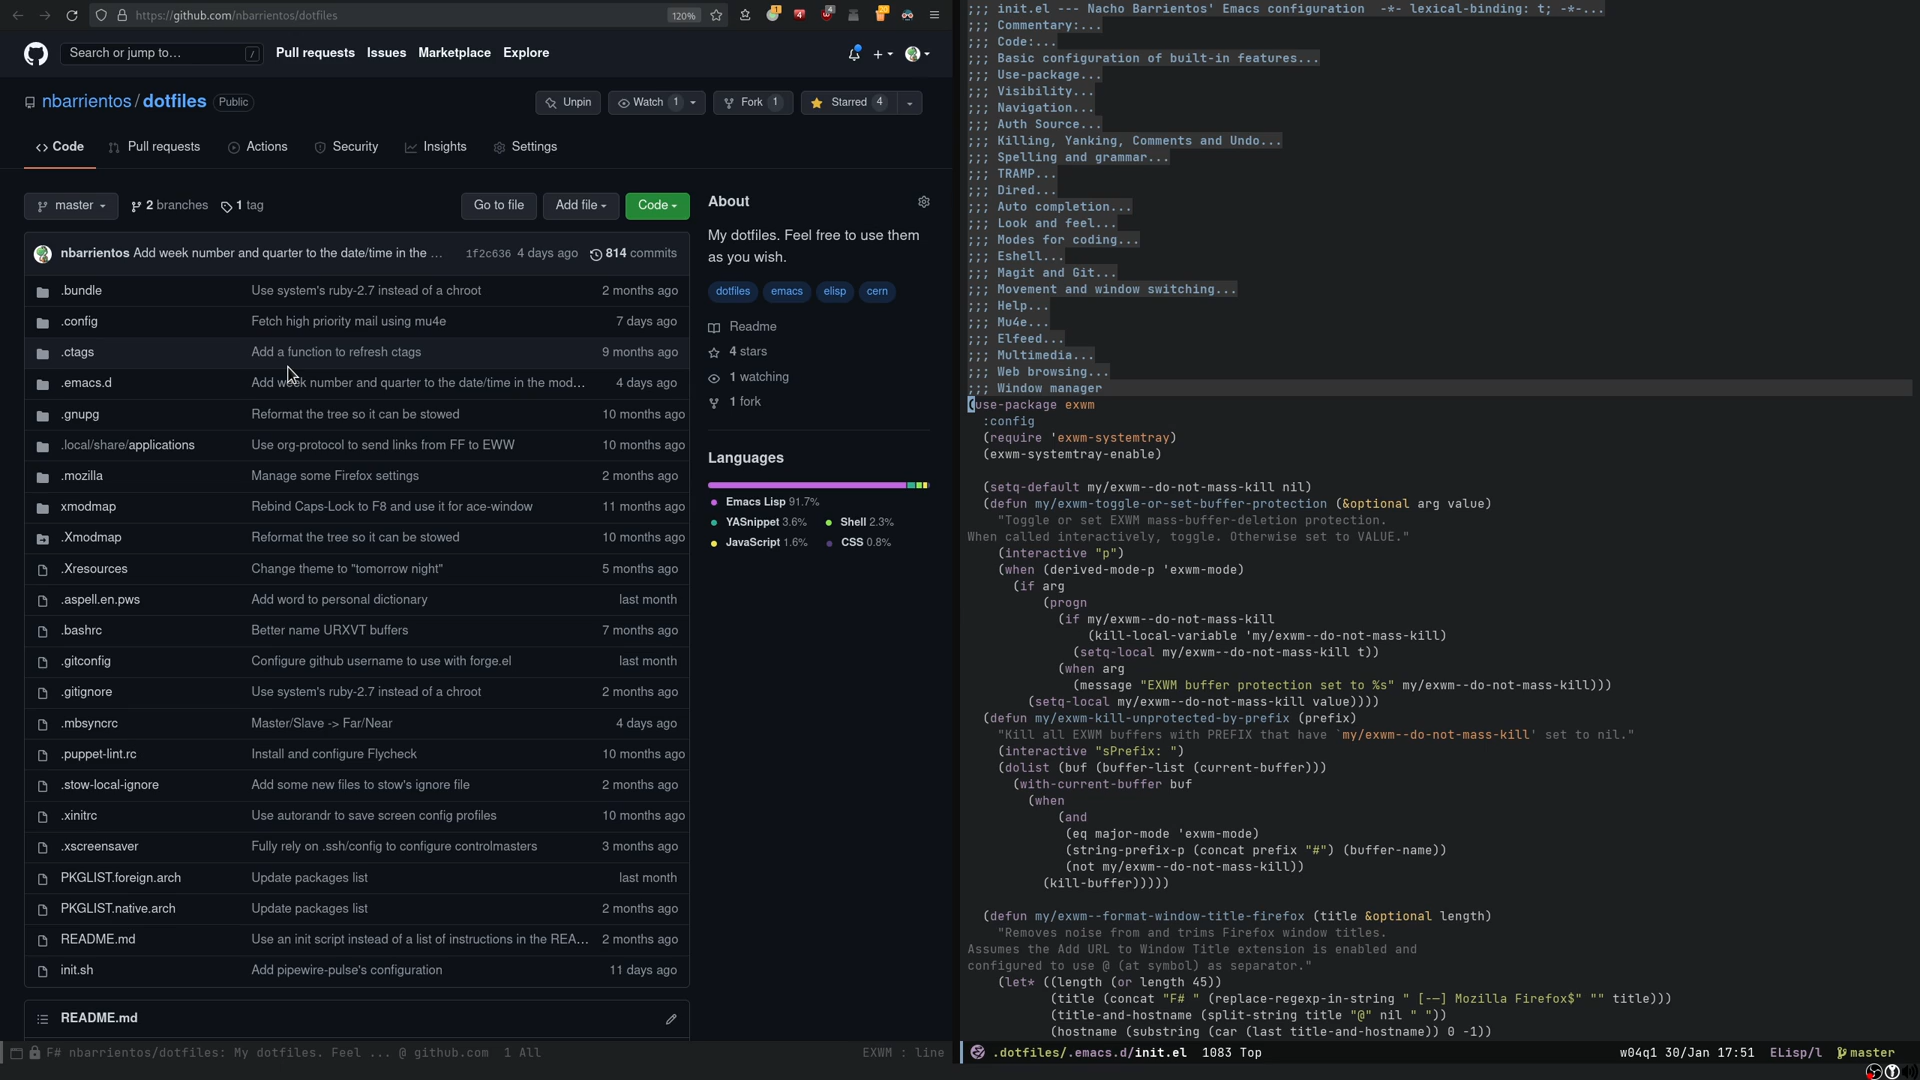 https://github.com/nbarrientos/dotfiles
120%
1
4
4
Search or jump to…
/
Pull requests
Issues
Marketplace
Explore
nbarrientos / dotfiles
Public
Unpin
Watch 1
Fork 1
Starred 4
Code
Pull requests
Actions
Security
Insights
Settings
master
2 branches
1 tag
Go to file
Add file
Code
nbarrientos Add week number and quarter to the date/time in the … 1f2c636 4 days ago 814 commits
.bundle Use system's ruby-2.7 instead of a chroot 2 months ago
.config Fetch high priority mail using mu4e 7 days ago
.ctags Add a function to refresh ctags 9 months ago
.emacs.d Add week number and quarter to the date/time in the mod… 4 days ago
.gnupg Reformat the tree so it can be stowed 10 months ago
.local/share/applications Use org-protocol to send links from FF to EWW 10 months ago
.mozilla Manage some Firefox settings 2 months ago
xmodmap Rebind Caps-Lock to F8 and use it for ace-window 11 months ago
.Xmodmap Reformat the tree so it can be stowed 10 months ago
.Xresources Change theme to "tomorrow night" 5 months ago
.aspell.en.pws Add word to personal dictionary last month
.bashrc Better name URXVT buffers 7 months ago
.gitconfig Configure github username to use with forge.el last month
.gitignore Use system's ruby-2.7 instead of a chroot 2 months ago
.mbsyncrc Master/Slave -> Far/Near 4 days ago
.puppet-lint.rc Install and configure Flycheck 10 months ago
.stow-local-ignore Add some new files to stow's ignore file 2 months ago
.xinitrc Use autorandr to save screen config profiles 10 months ago
.xscreensaver Fully rely on .ssh/config to configure controlmasters 3 months ago
PKGLIST.foreign.arch Update packages list last month
PKGLIST.native.arch Update packages list 2 months ago
README.md Use an init script instead of a list of instructions in the REA… 2 months ago
init.sh Add pipewire-pulse's configuration 11 days ago
README.md
About
My dotfiles. Feel free to use them
as you wish.
dotfiles emacs elisp cern
Readme
4 stars
1 watching
1 fork
Languages
Emacs Lisp 91.7%
YASnippet 3.6% Shell 2.3%
JavaScript 1.6% CSS 0.8%
F# nbarrientos/dotfiles: My dotfiles. Feel ... @ github.com 1 All EXWM : line
;;; init.el --- Nacho Barrientos' Emacs configuration -*- lexical-binding: t; -*-...
;;; Commentary:...
;;; Code:...
;;; Basic configuration of built-in features...
;;; Use-package...
;;; Visibility...
;;; Navigation...
;;; Auth Source...
;;; Killing, Yanking, Comments and Undo...
;;; Spelling and grammar...
;;; TRAMP...
;;; Dired...
;;; Auto completion...
;;; Look and feel...
;;; Modes for coding...
;;; Eshell...
;;; Magit and Git...
;;; Movement and window switching...
;;; Help...
;;; Mu4e...
;;; Elfeed...
;;; Multimedia...
;;; Web browsing...
;;; Window manager
(use-package exwm
:config
(require 'exwm-systemtray)
(exwm-systemtray-enable)
(setq-default my/exwm--do-not-mass-kill nil)
(defun my/exwm-toggle-or-set-buffer-protection (&optional arg value)
"Toggle or set EXWM mass-buffer-deletion protection.
When called interactively, toggle. Otherwise set to VALUE."
(interactive "p")
(when (derived-mode-p 'exwm-mode)
(if arg
(progn
(if my/exwm--do-not-mass-kill
(kill-local-variable 'my/exwm--do-not-mass-kill)
(setq-local my/exwm--do-not-mass-kill t))
(when arg
(message "EXWM buffer protection set to %s" my/exwm--do-not-mass-kill)))
(setq-local my/exwm--do-not-mass-kill value))))
(defun my/exwm-kill-unprotected-by-prefix (prefix)
"Kill all EXWM buffers with PREFIX that have `my/exwm--do-not-mass-kill' set to nil."
(interactive "sPrefix: ")
(dolist (buf (buffer-list (current-buffer)))
(with-current-buffer buf
(when
(and
(eq major-mode 'exwm-mode)
(string-prefix-p (concat prefix "#") (buffer-name))
(not my/exwm--do-not-mass-kill))
(kill-buffer)))))
(defun my/exwm--format-window-title-firefox (title &optional length)
"Removes noise from and trims Firefox window titles.
Assumes the Add URL to Window Title extension is enabled and
configured to use @ (at symbol) as separator."
(let* ((length (or length 45))
(title (concat "F# " (replace-regexp-in-string " [-—] Mozilla Firefox$" "" title)))
(title-and-hostname (split-string title "@" nil " "))
(hostname (substring (car (last title-and-hostname)) 0 -1))
.dotfiles/.emacs.d/init.el 1083 Top w04q1 30/Jan 17:51 ELisp/l master